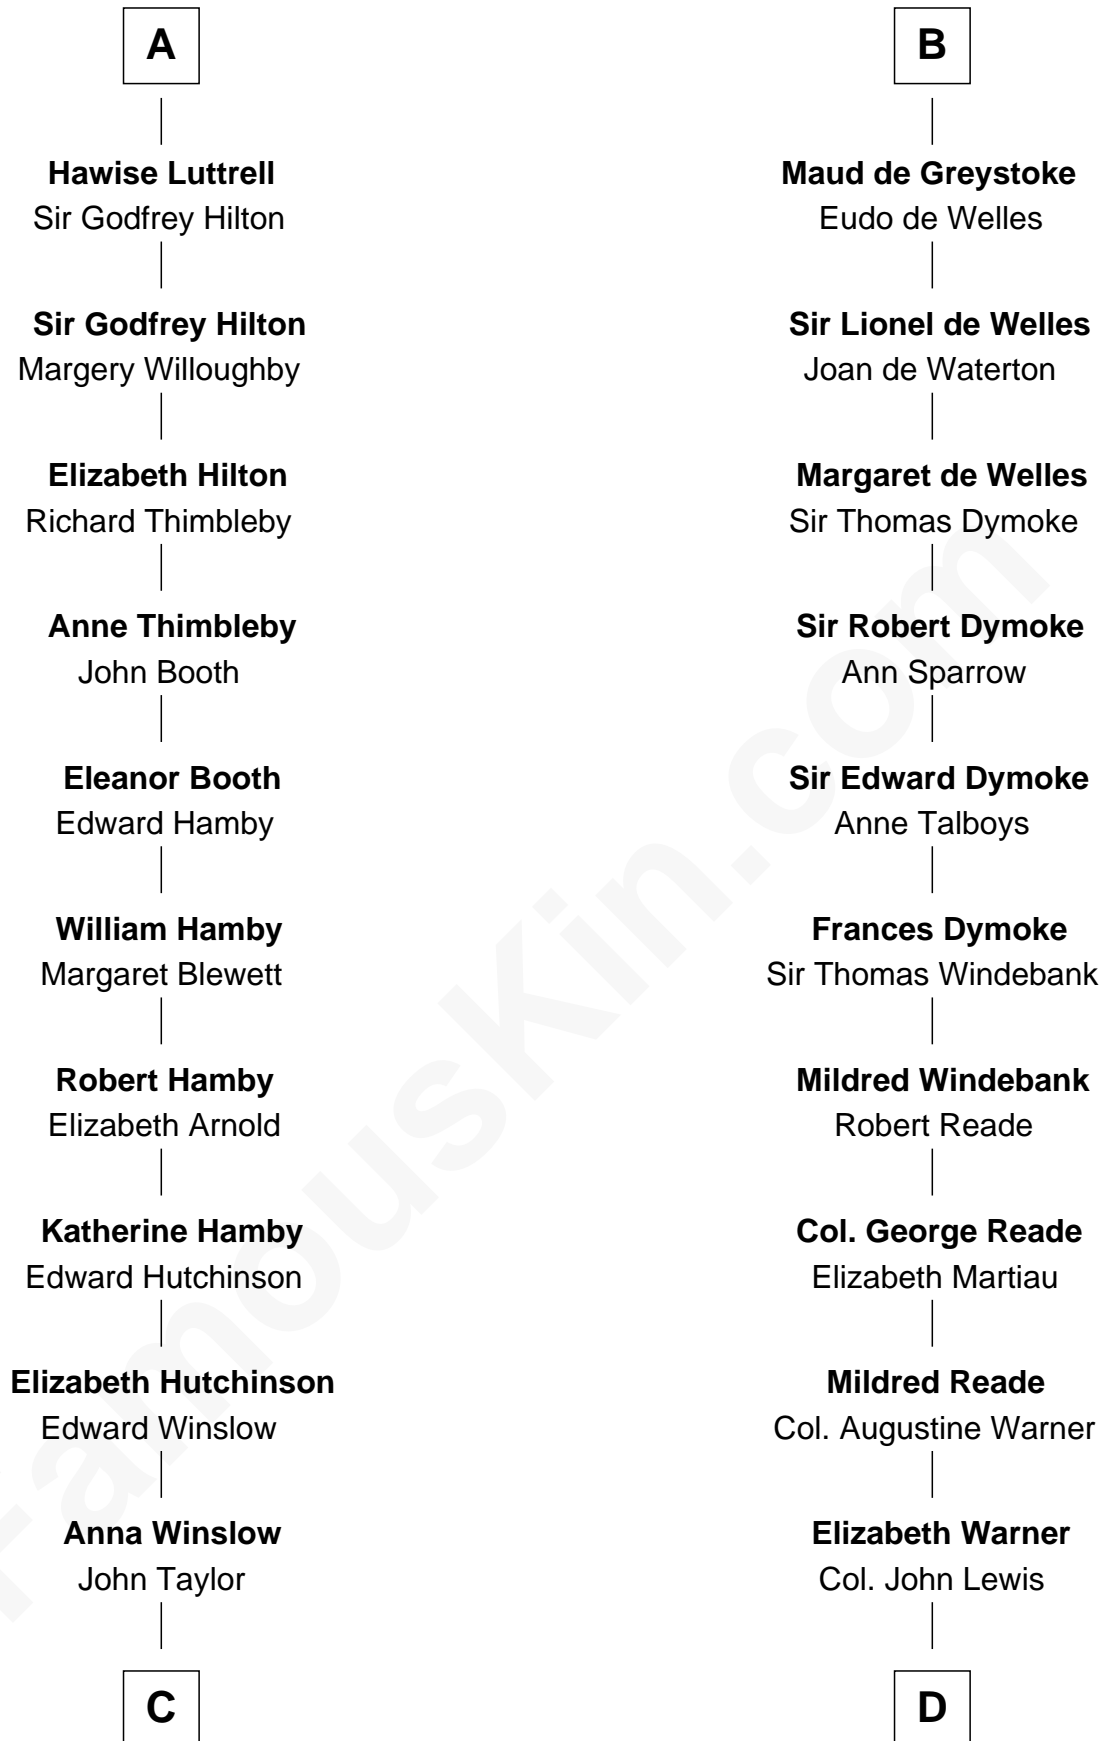 A
Hawise Luttrell
Sir Godfrey Hilton
Sir Godfrey Hilton
Margery Willoughby
Elizabeth Hilton
Richard Thimbleby
Anne Thimbleby
John Booth
Eleanor Booth
Edward Hamby
William Hamby
Margaret Blewett
Robert Hamby
Elizabeth Arnold
Katherine Hamby
Edward Hutchinson
Elizabeth Hutchinson
Edward Winslow
Anna Winslow
John Taylor
C
B
Maud de Greystoke
Eudo de Welles
Sir Lionel de Welles
Joan de Waterton
Margaret de Welles
Sir Thomas Dymoke
Sir Robert Dymoke
Ann Sparrow
Sir Edward Dymoke
Anne Talboys
Frances Dymoke
Sir Thomas Windebank
Mildred Windebank
Robert Reade
Col. George Reade
Elizabeth Martiau
Mildred Reade
Col. Augustine Warner
Elizabeth Warner
Col. John Lewis
D
FamousKin.com